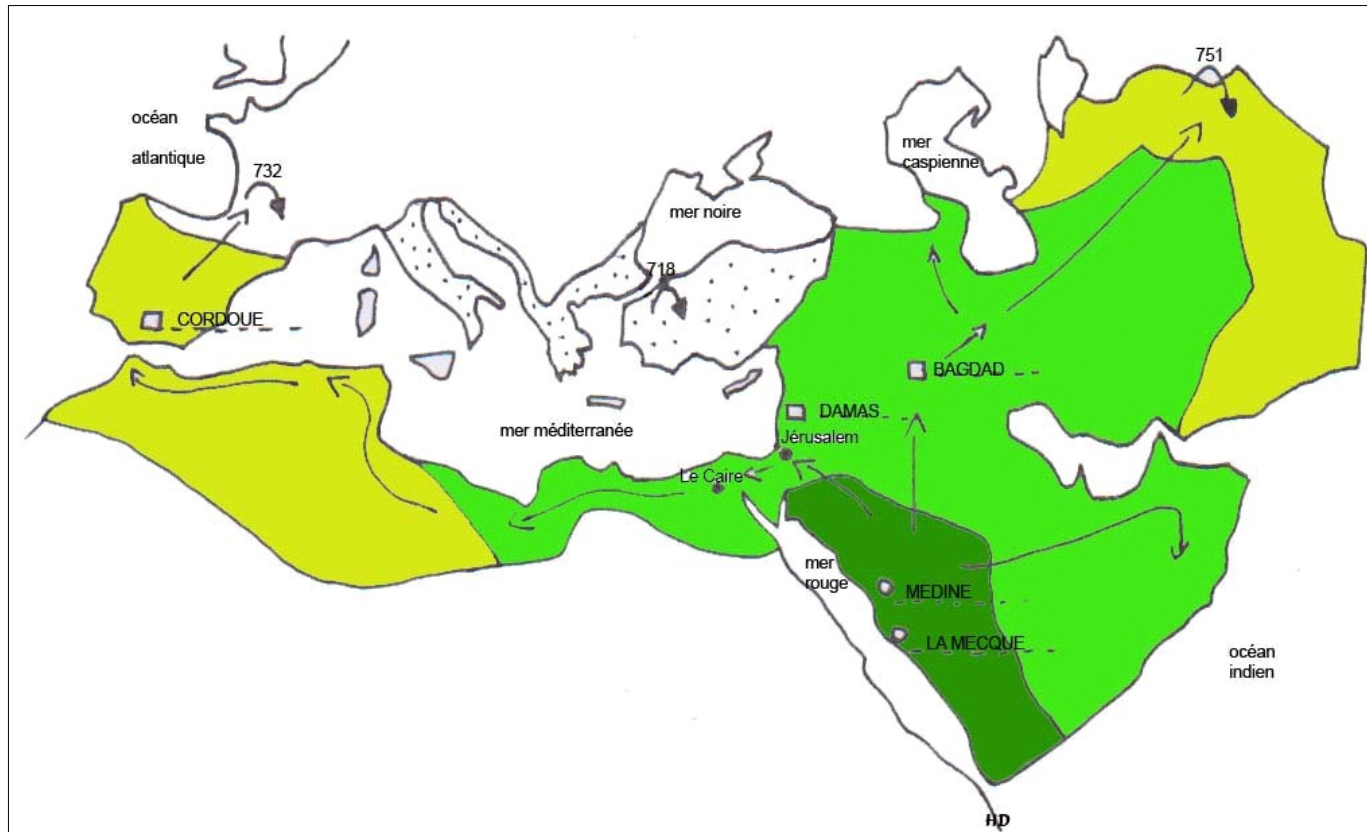 751
océan
atlantique
732
mer
caspienne
mer noire
718
CORDOUE
BAGDAD
DAMAS
mer méditerranée
Jérusalem
Le Caire
mer
rouge
MEDINE
LA MECQUE
océan
indien
HD